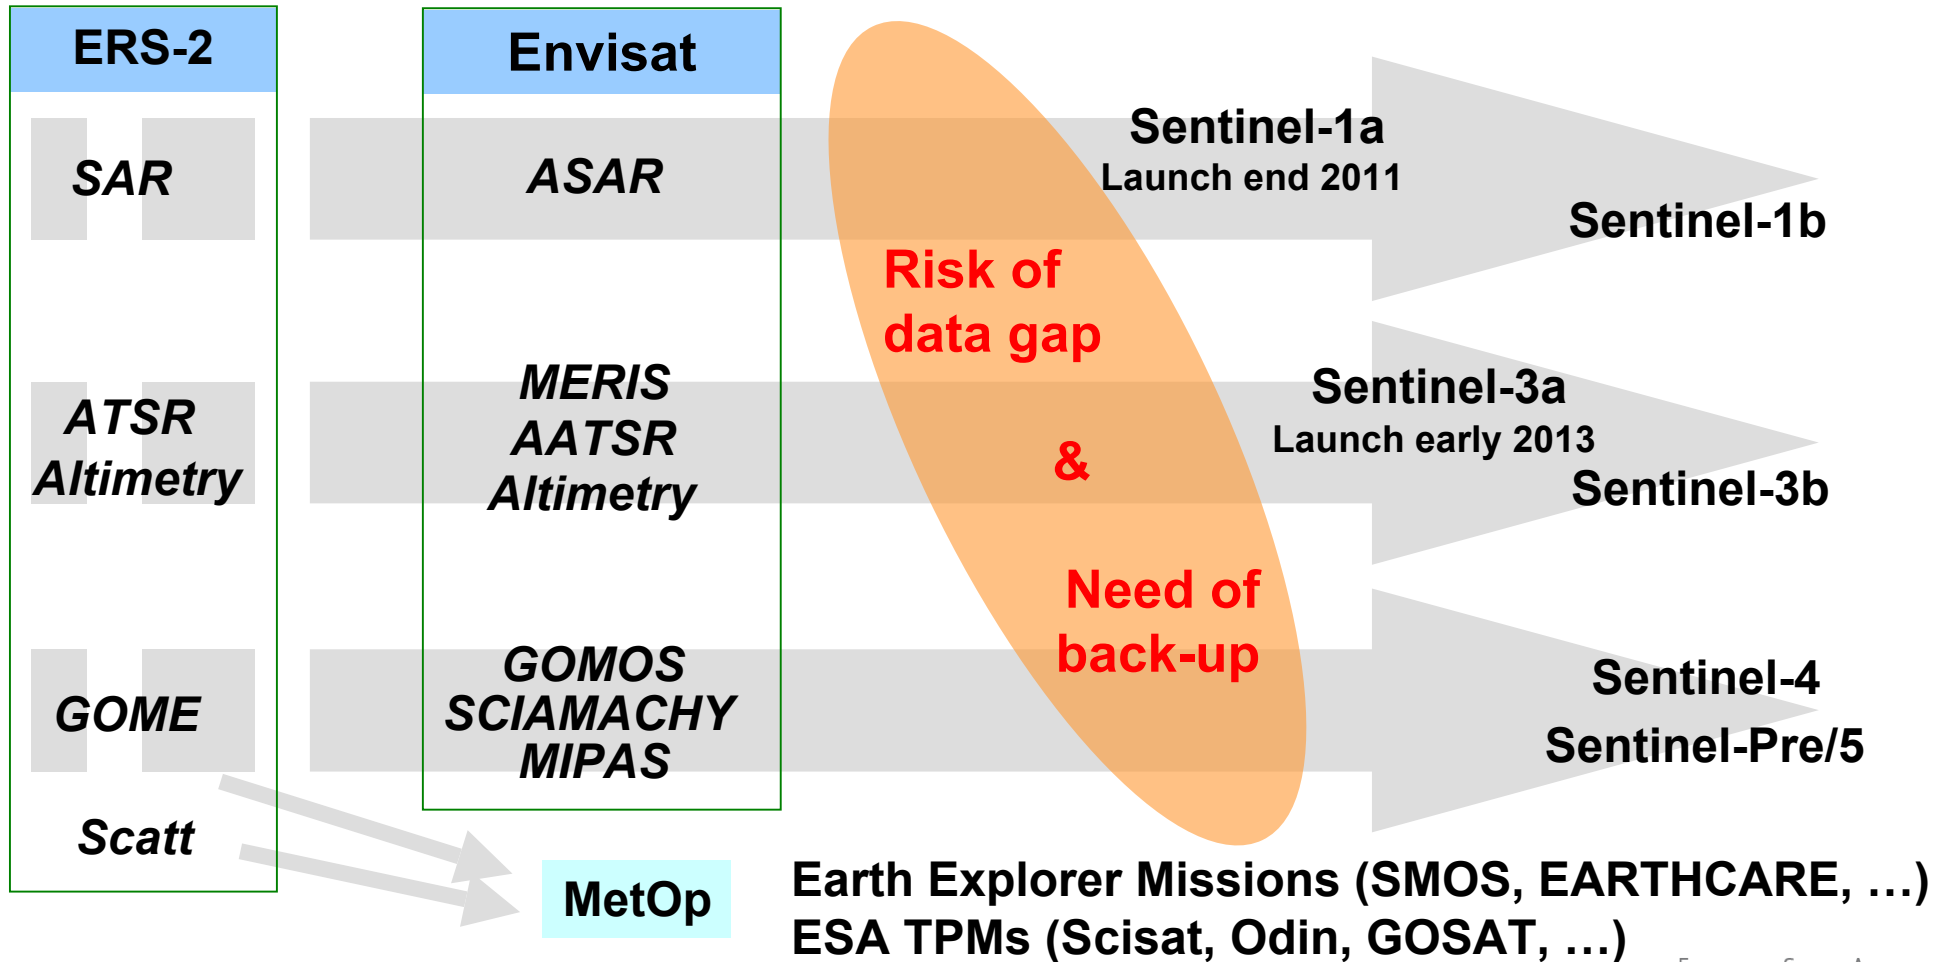 ERS-2
Envisat
SAR
ASAR
Sentinel-1a
Launch end 2011
Sentinel-1b
Risk of
data gap
ATSR
Altimetry
MERIS
AATSR
Altimetry
&
Sentinel-3a
Launch early 2013
Sentinel-3b
Need of
back-up
GOME
GOMOS
SCIAMACHY
MIPAS
Sentinel-4
Sentinel-Pre/5
Scatt
MetOp
Earth Explorer Missions (SMOS, EARTHCARE, …)
ESA TPMs (Scisat, Odin, GOSAT, …)